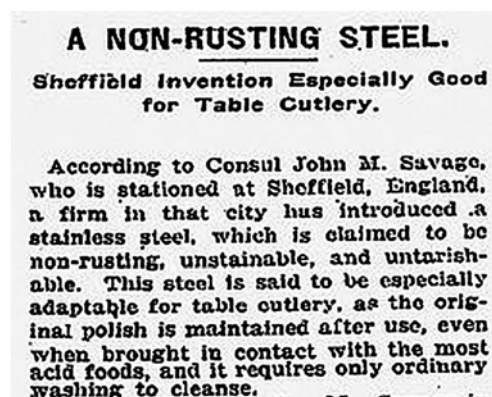 A NON-RUSTING STEEL.
Sheffield Invention Especially Good
for Table Cutlery.
According to Consul John M. Savage,
who is stationed at Sheffield, England,
a firm in that city has introduced a
stainless steel, which is claimed to be
non-rusting, unstainable, and untarish-
able. This steel is said to be especially
adaptable for table cutlery, as the orig-
inal polish is maintained after use, even
when brought in contact with the most
acid foods, and it requires only ordinary
washing to cleanse.